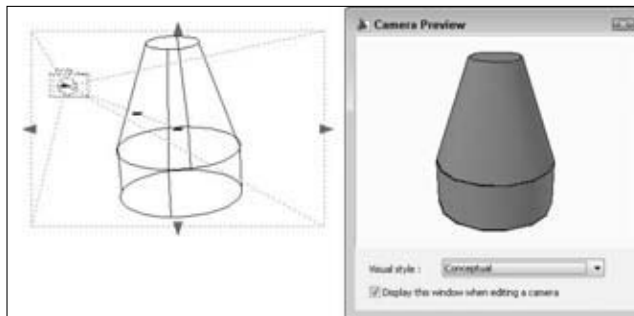 Camera Preview
Visual style :
Conceptual
Display this window when editing a camera